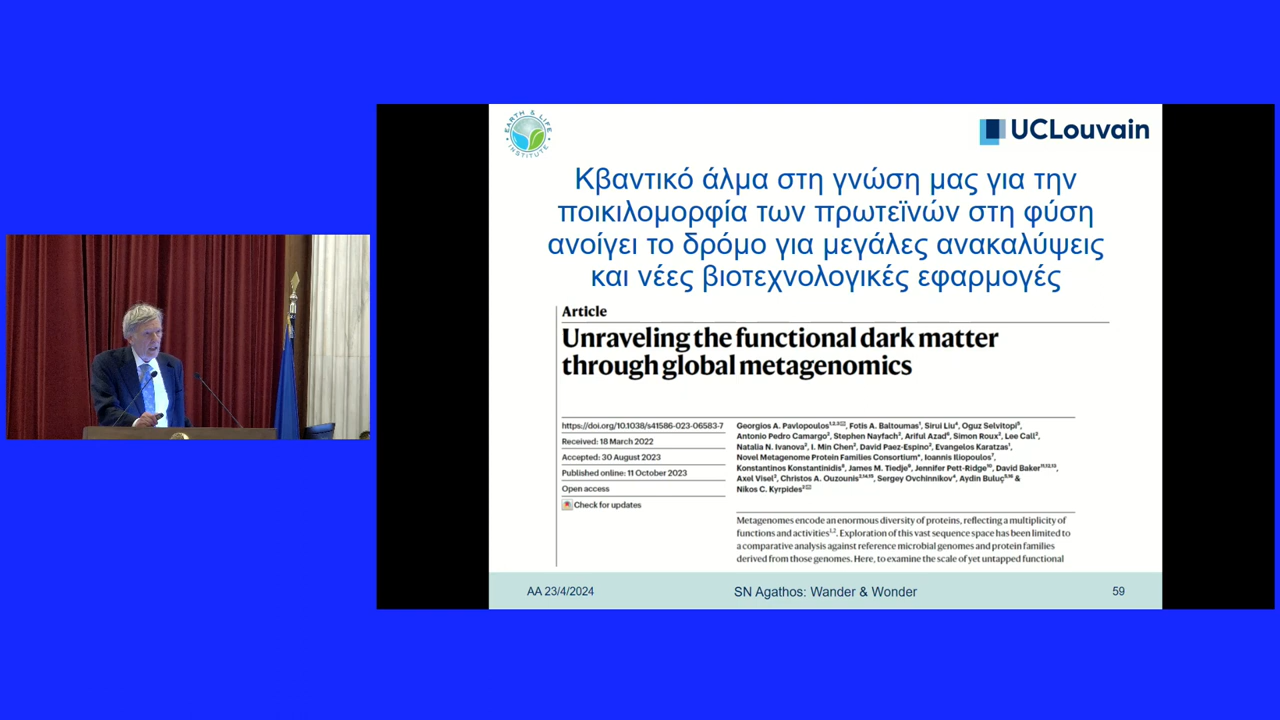 EARTH & LIFE INSTITUTE
UCLouvain
Κβαντικό άλμα στη γνώση μας για την
ποικιλομορφία των πρωτεϊνών στη φύση
ανοίγει το δρόμο για μεγάλες ανακαλύψεις
και νέες βιοτεχνολογικές εφαρμογές
Article
Unraveling the functional dark matter
through global metagenomics
https://doi.org/10.1038/s41586-023-06583-7
Received: 18 March 2022
Accepted: 30 August 2023
Published online: 11 October 2023
Open access
Check for updates
Georgios A. Pavlopoulos, Fotis A. Baltoumas, Sirui Liu, Oguz Selvitopi,
Antonio Pedro Camargo, Stephen Nayfach, Ariful Azad, Simon Roux, Lee Call,
Natalia N. Ivanova, I. Min Chen, David Paez-Espino, Evangelos Karatzas,
Novel Metagenome Protein Families Consortium, Ioannis Iliopoulos,
Konstantinos Konstantinidis, James M. Tiedje, Jennifer Pett-Ridge, David Baker,
Axel Visel, Christos A. Ouzounis, Sergey Ovchinnikov, Aydin Buluç &
Nikos C. Kyrpides
Metagenomes encode an enormous diversity of proteins, reflecting a multiplicity of
functions and activities1,2. Exploration of this vast sequence space has been limited to
a comparative analysis against reference microbial genomes and protein families
derived from those genomes. Here, to examine the scale of yet untapped functional
AA 23/4/2024
SN Agathos: Wander & Wonder
59